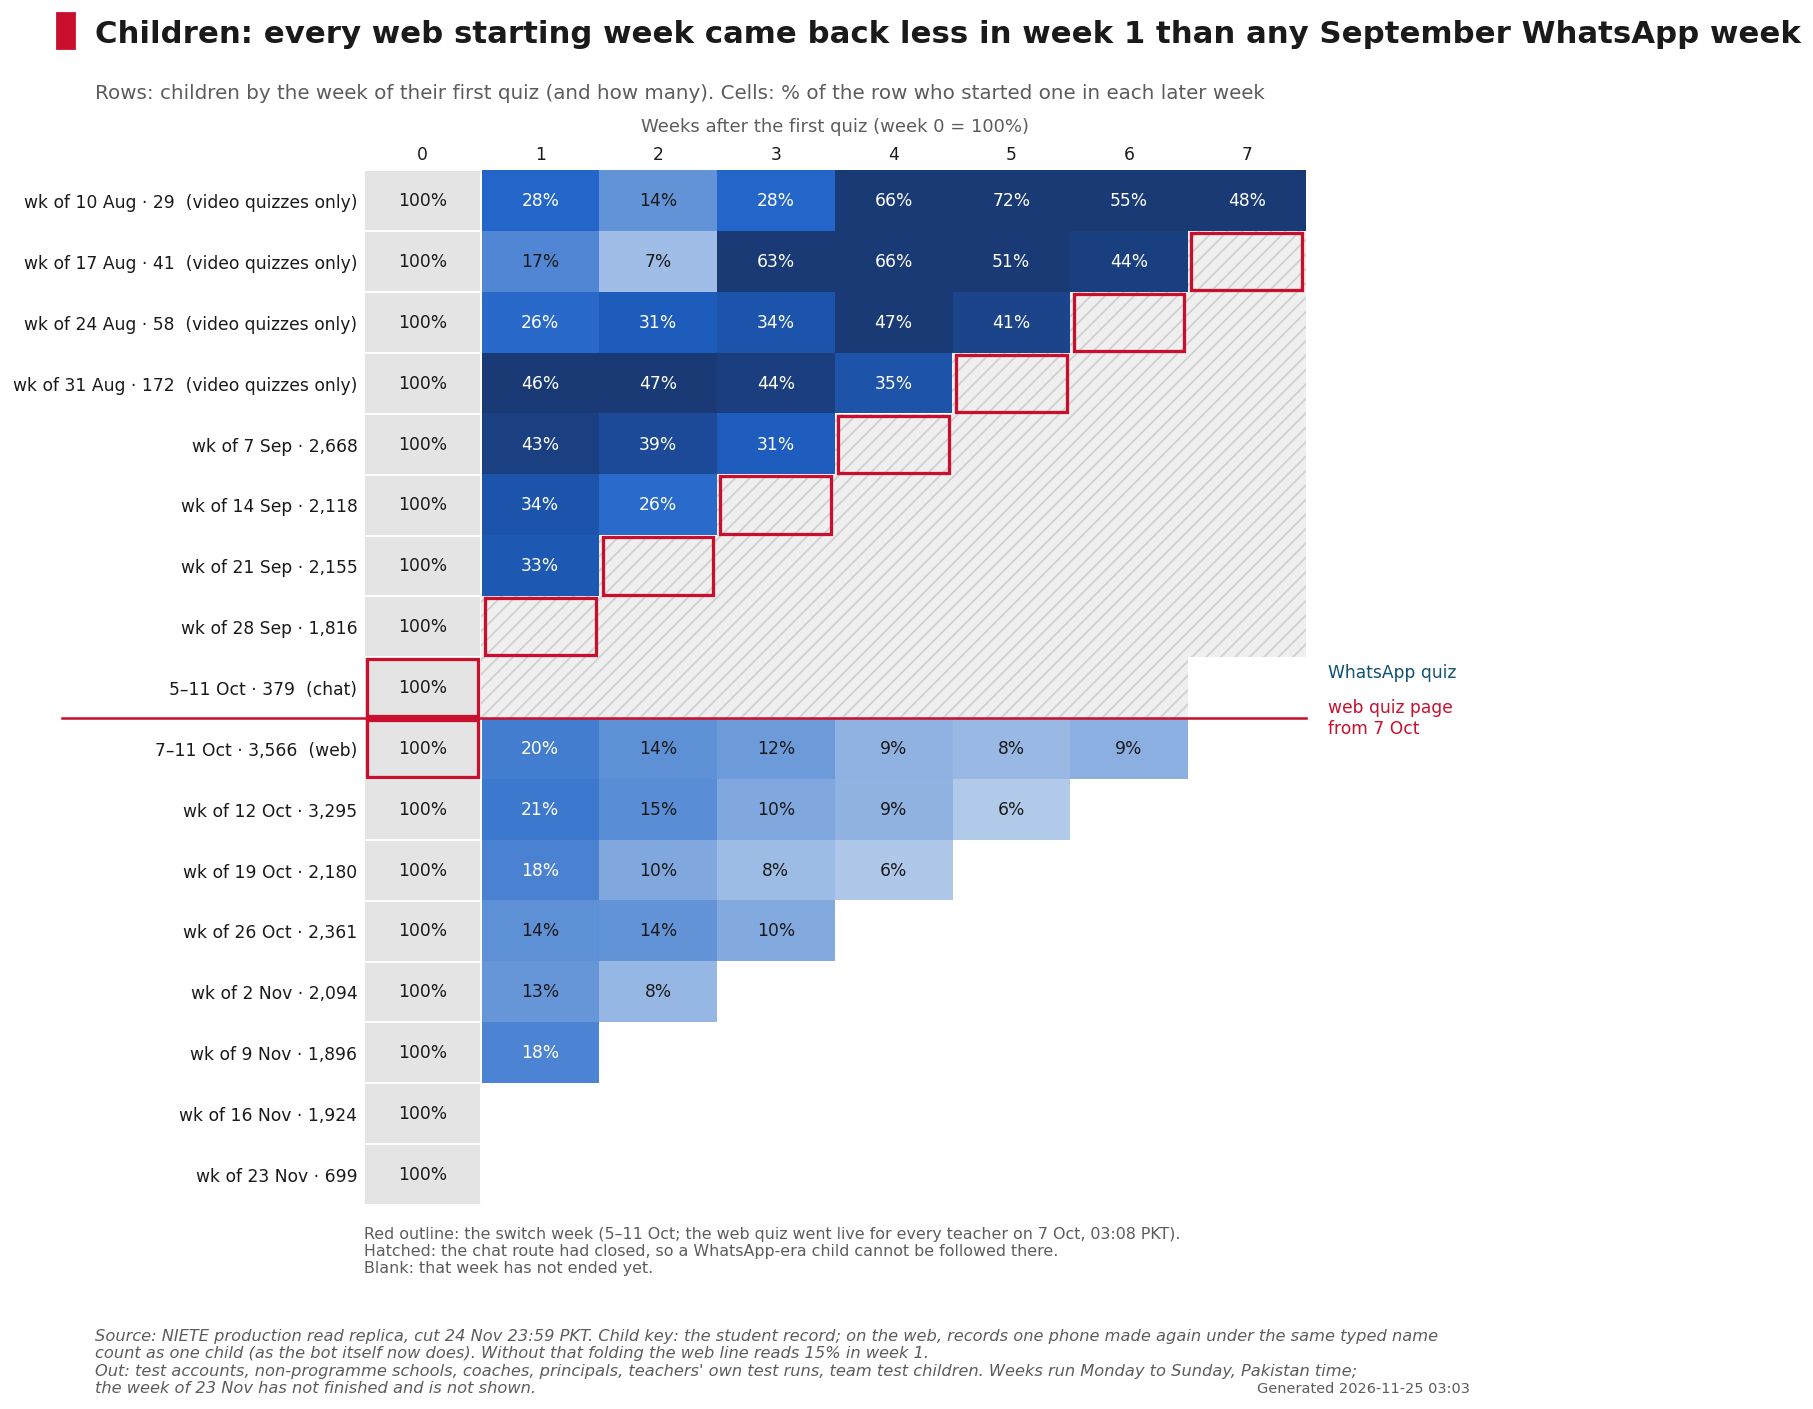 Children: every web starting week came back less in week 1 than any September WhatsApp week
Rows: children by the week of their first quiz (and how many). Cells: % of the row who started one in each later week
Weeks after the first quiz (week 0 = 100%)
0 1 2 3 4 5 6 7
wk of 10 Aug · 29 (video quizzes only) 100% 28% 14% 28% 66% 72% 55% 48%
wk of 17 Aug · 41 (video quizzes only) 100% 17% 7% 63% 66% 51% 44%
wk of 24 Aug · 58 (video quizzes only) 100% 26% 31% 34% 47% 41%
wk of 31 Aug · 172 (video quizzes only) 100% 46% 47% 44% 35%
wk of 7 Sep · 2,668 100% 43% 39% 31%
wk of 14 Sep · 2,118 100% 34% 26%
wk of 21 Sep · 2,155 100% 33%
wk of 28 Sep · 1,816 100%
5–11 Oct · 379 (chat) 100%
WhatsApp quiz
web quiz page
from 7 Oct
7–11 Oct · 3,566 (web) 100% 20% 14% 12% 9% 8% 9%
wk of 12 Oct · 3,295 100% 21% 15% 10% 9% 6%
wk of 19 Oct · 2,180 100% 18% 10% 8% 6%
wk of 26 Oct · 2,361 100% 14% 14% 10%
wk of 2 Nov · 2,094 100% 13% 8%
wk of 9 Nov · 1,896 100% 18%
wk of 16 Nov · 1,924 100%
wk of 23 Nov · 699 100%
Red outline: the switch week (5–11 Oct; the web quiz went live for every teacher on 7 Oct, 03:08 PKT).
Hatched: the chat route had closed, so a WhatsApp-era child cannot be followed there.
Blank: that week has not ended yet.
Source: NIETE production read replica, cut 24 Nov 23:59 PKT. Child key: the student record; on the web, records one phone made again under the same typed name
count as one child (as the bot itself now does). Without that folding the web line reads 15% in week 1.
Out: test accounts, non-programme schools, coaches, principals, teachers' own test runs, team test children. Weeks run Monday to Sunday, Pakistan time;
the week of 23 Nov has not finished and is not shown.
Generated 2026-11-25 03:03